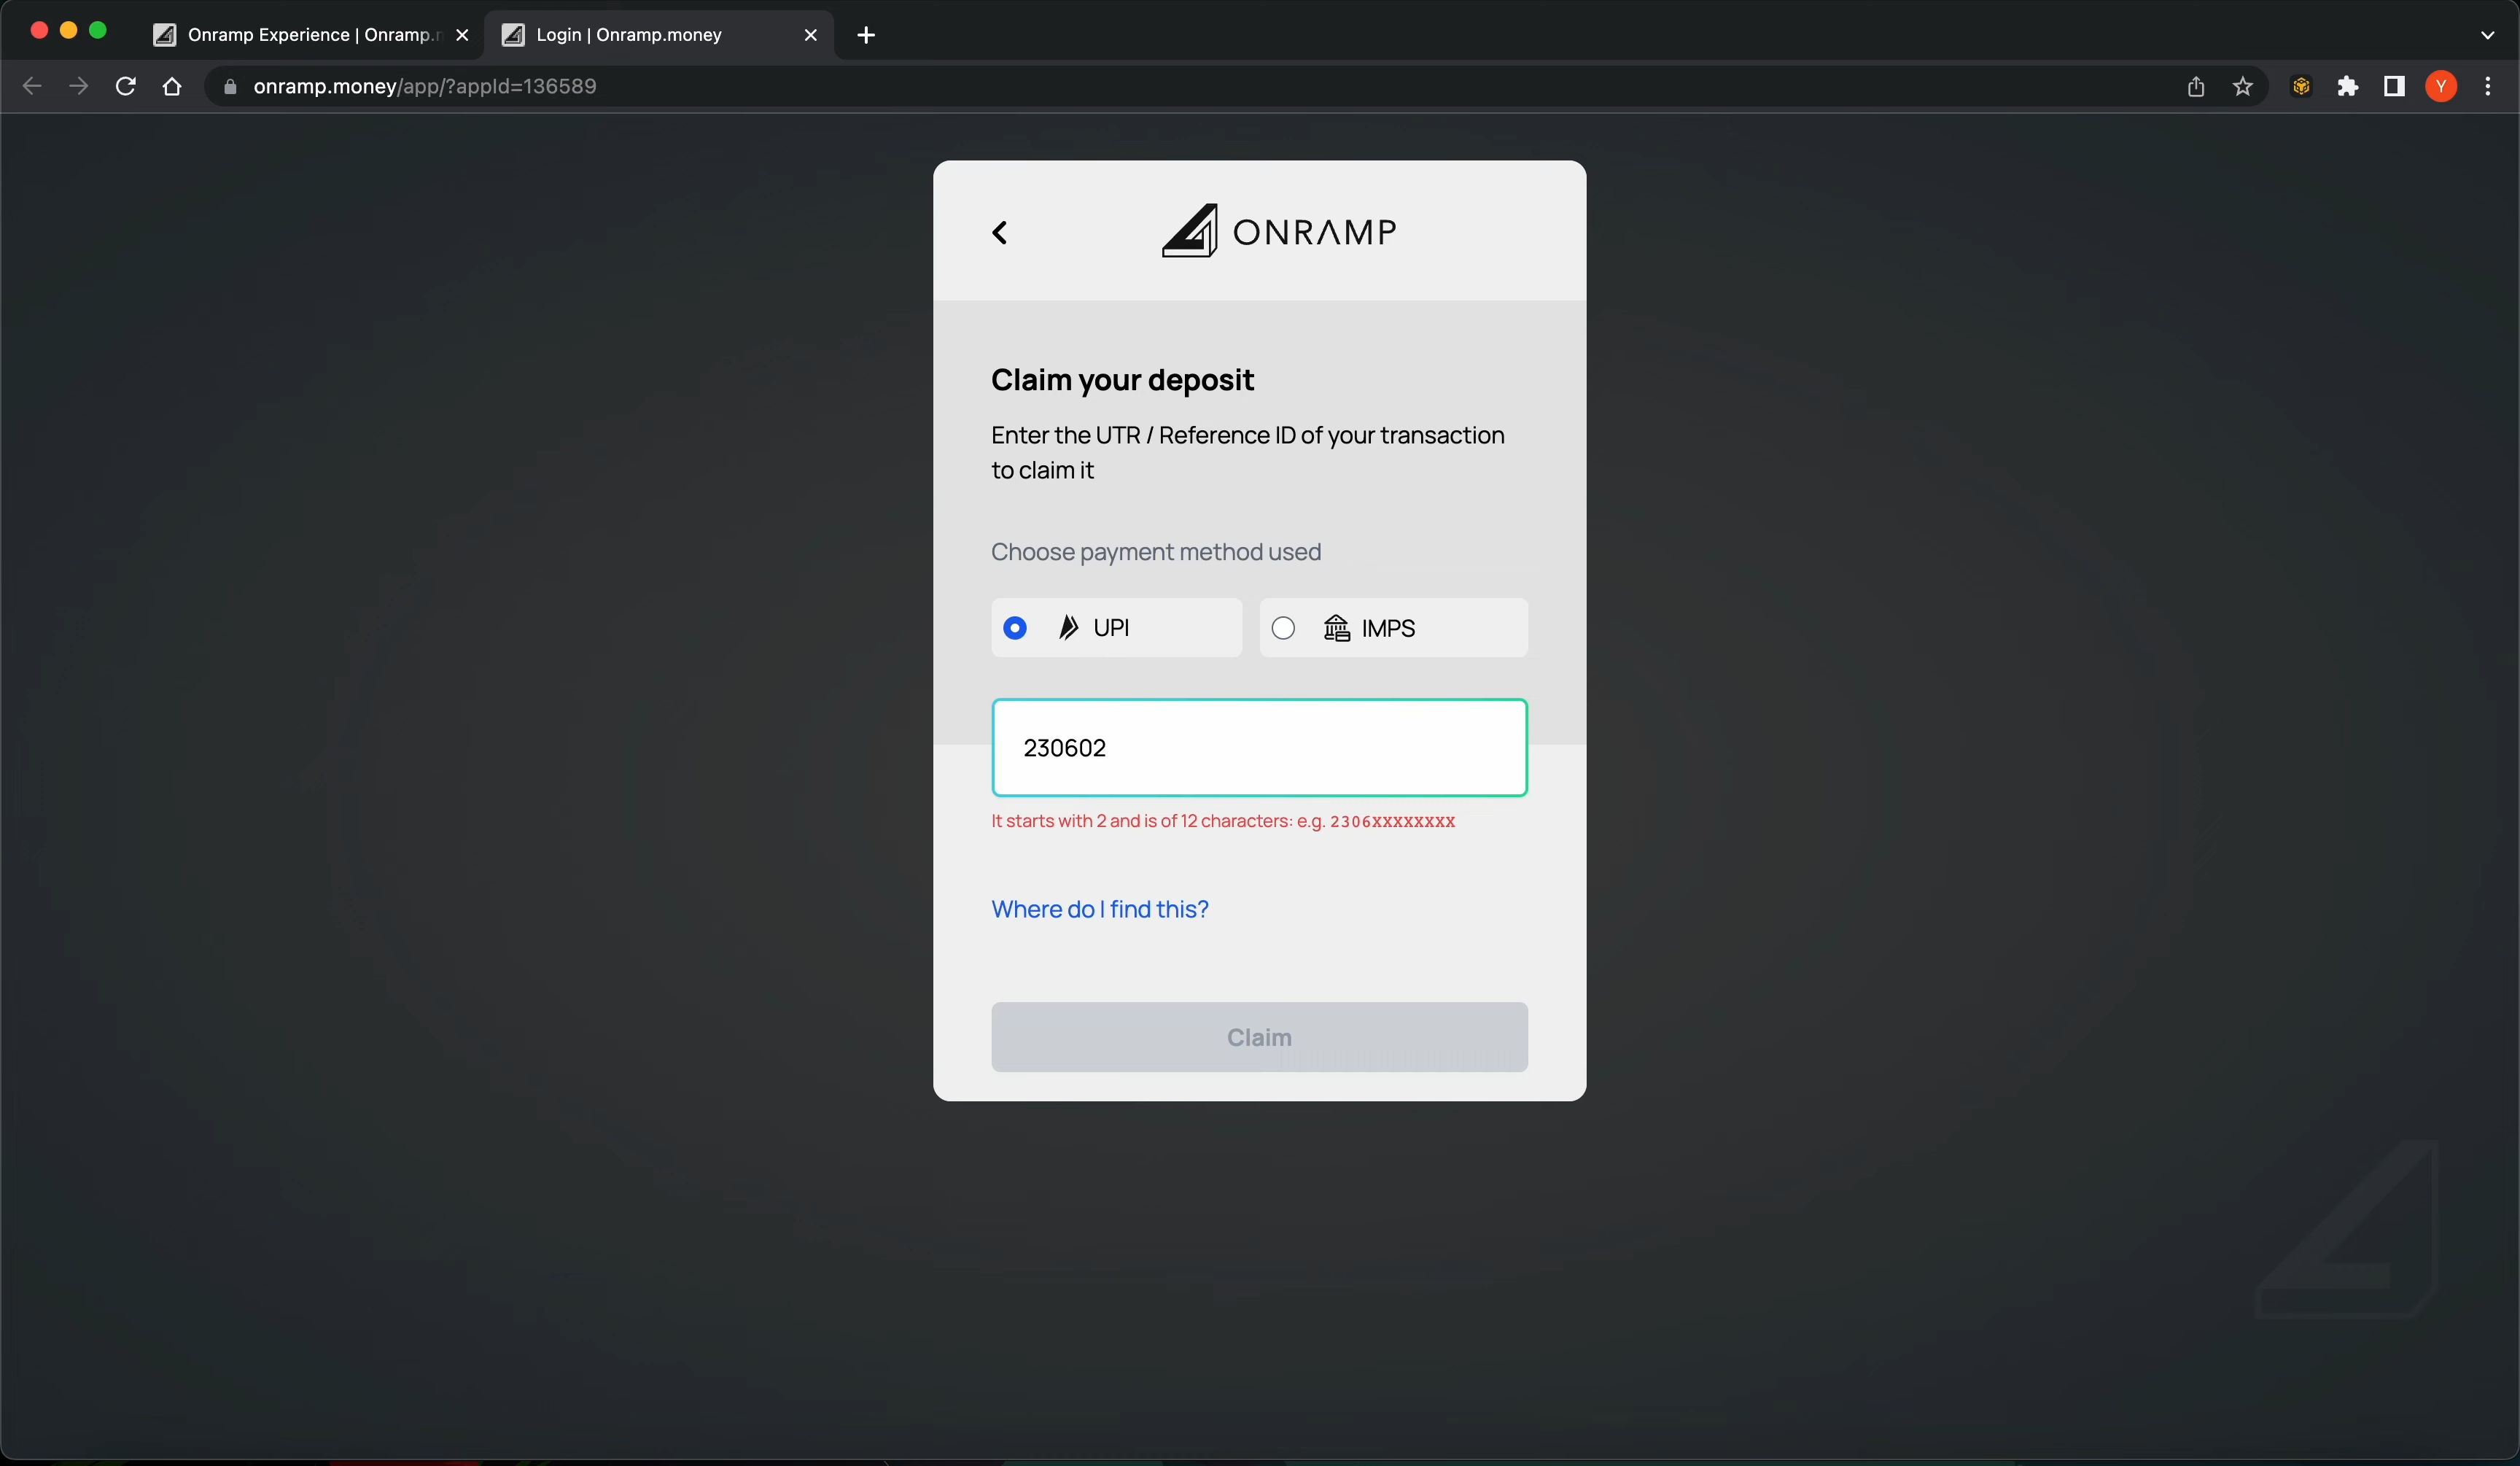 Onramp Experience | Onramp.m
Login | Onramp.money
onramp.money/app/?appId=136589
Y
ONRAMP
Claim your deposit
Enter the UTR / Reference ID of your transaction
to claim it
Choose payment method used
UPI
IMPS
230602
It starts with 2 and is of 12 characters: e.g. 2306XXXXXXXX
Where do I find this?
Claim